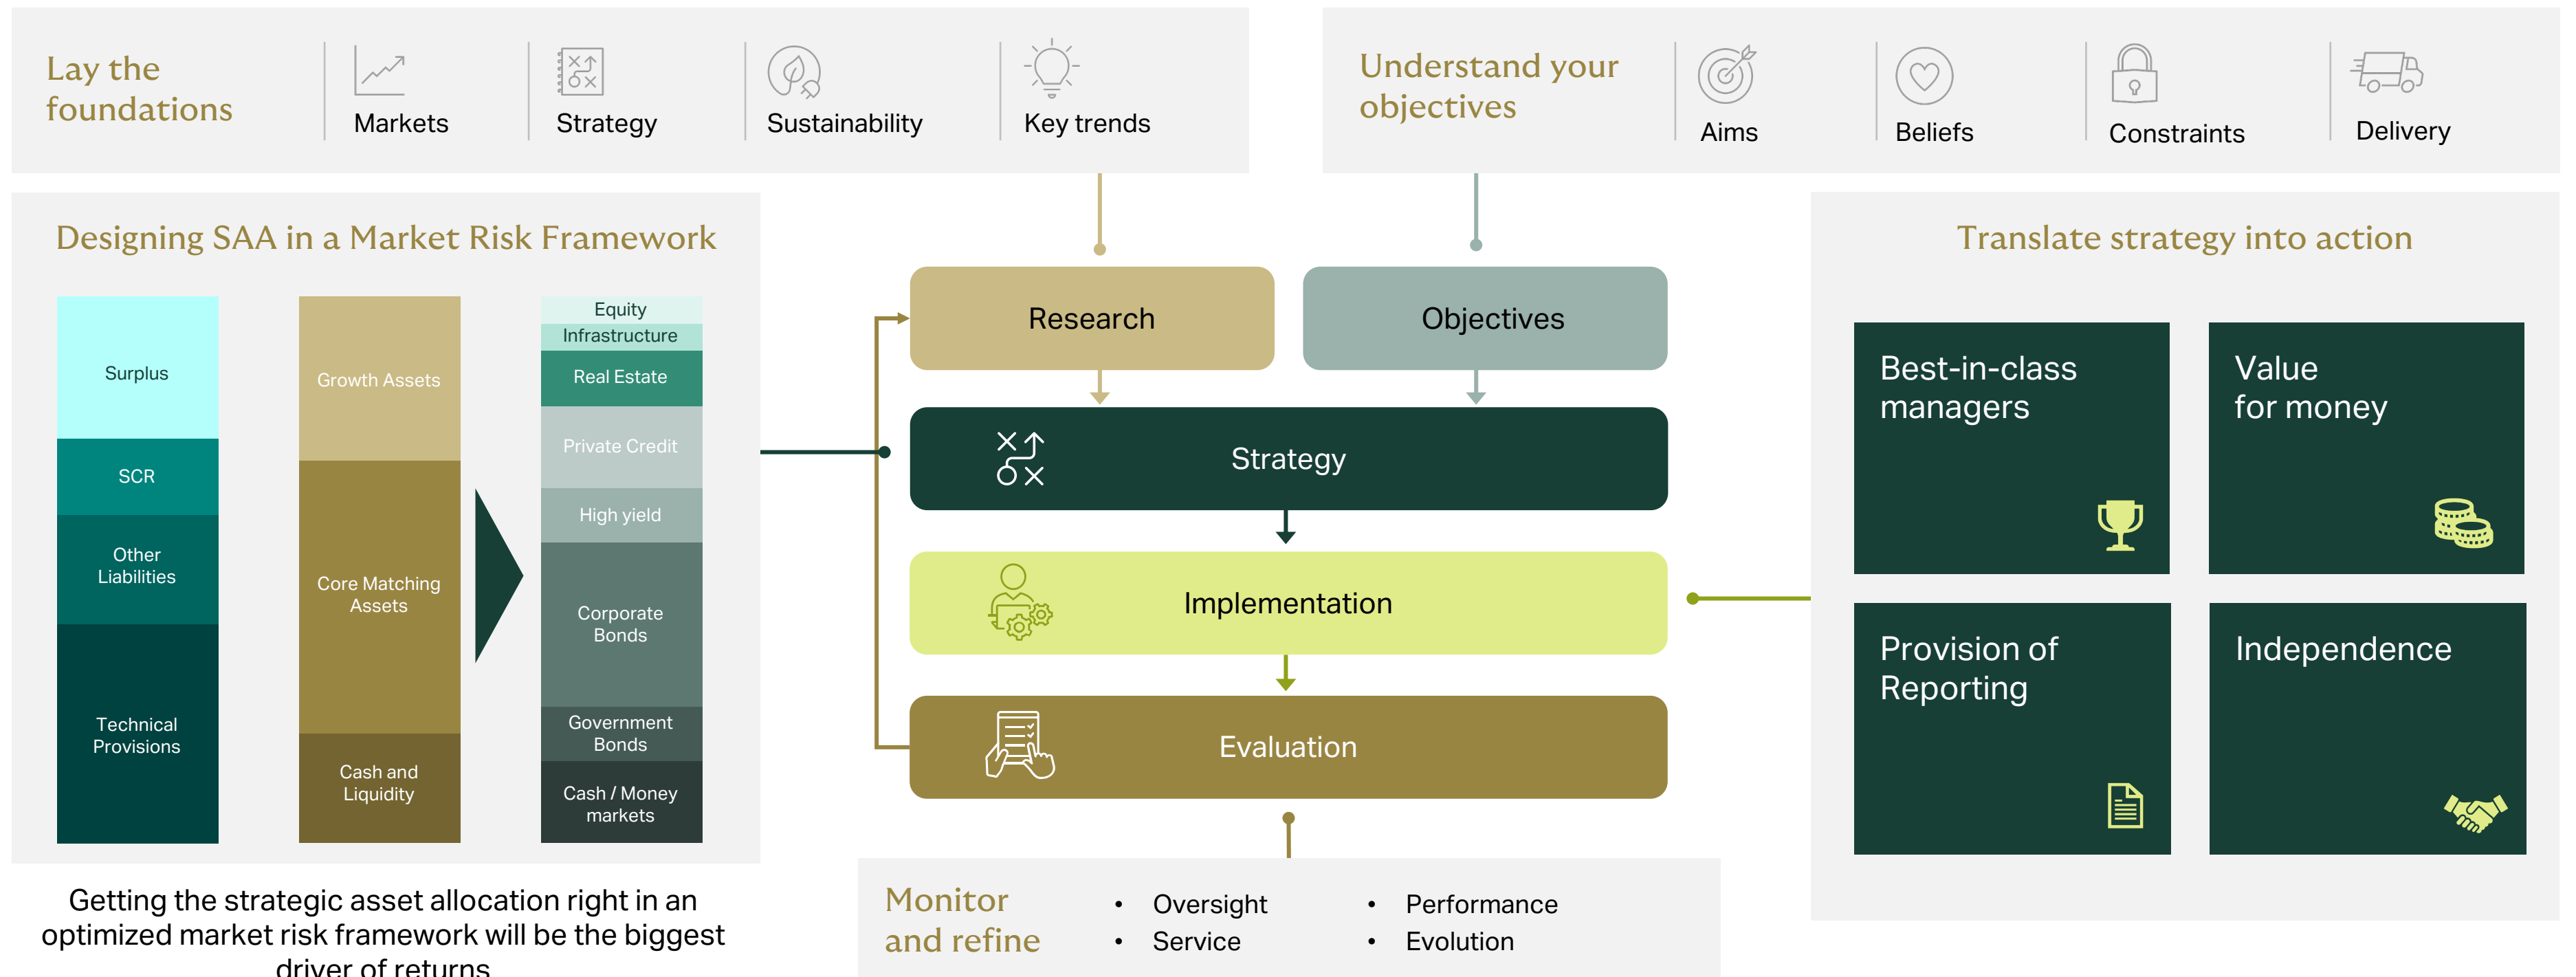 Lay the
foundations
Markets
Strategy
Sustainability
Key trends
Understand your
objectives
Aims
Beliefs
Constraints
Delivery
Designing SAA in a Market Risk Framework
Surplus
SCR
Other
Liabilities
Technical
Provisions
Growth Assets
Core Matching
Assets
Cash and
Liquidity
Equity
Infrastructure
Real Estate
Private Credit
High yield
Corporate
Bonds
Government
Bonds
Cash / Money
markets
Getting the strategic asset allocation right in an
optimized market risk framework will be the biggest
driver of returns
Research
Objectives
Strategy
Implementation
Evaluation
Monitor
and refine
• Oversight
• Service
• Performance
• Evolution
Translate strategy into action
Best-in-class
managers
Value
for money
Provision of
Reporting
Independence